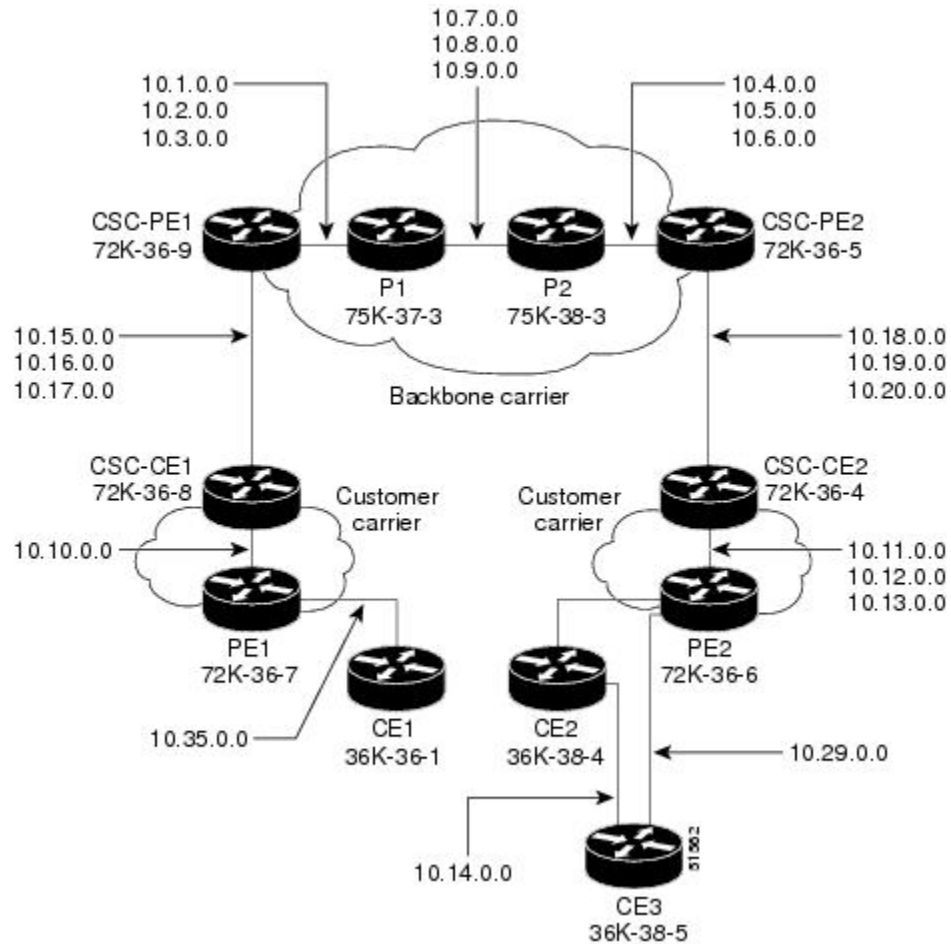 10.7.0.0
10.8.0.0
10.9.0.0
10.1.0.0
10.2.0.0
10.3.0.0
10.4.0.0
10.5.0.0
10.6.0.0
CSC-PE1
72K-36-9
P1
75K-37-3
P2
75K-38-3
CSC-PE2
72K-36-5
10.15.0.0
10.16.0.0
10.17.0.0
Backbone carrier
10.18.0.0
10.19.0.0
10.20.0.0
CSC-CE1
72K-36-8
Customer
carrier
Customer
carrier
CSC-CE2
72K-36-4
10.10.0.0
10.11.0.0
10.12.0.0
10.13.0.0
PE1
72K-36-7
PE2
72K-36-6
10.35.0.0
CE1
36K-36-1
CE2
36K-38-4
10.29.0.0
10.14.0.0
51562
CE3
36K-38-5